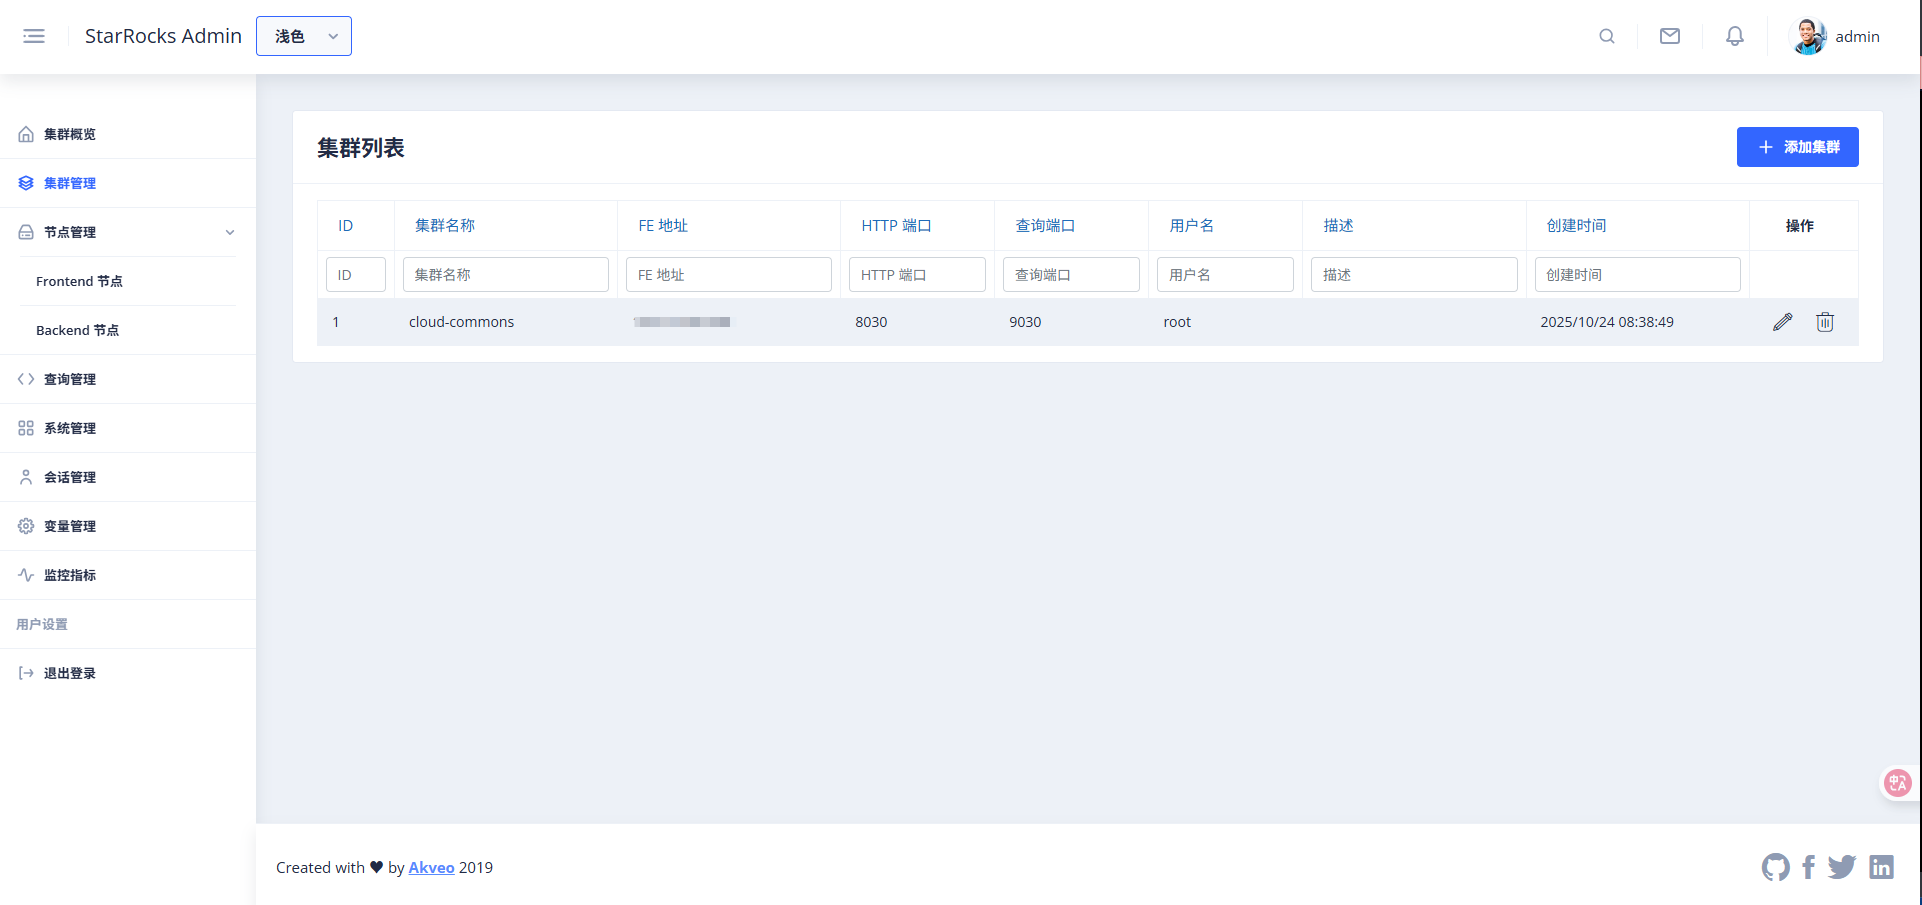 StarRocks Admin
浅色
admin
集群概览
集群管理
节点管理
Frontend 节点
Backend 节点
查询管理
系统管理
会话管理
变量管理
监控指标
用户设置
退出登录
集群列表
添加集群
ID 集群名称 FE 地址 HTTP 端口 查询端口 用户名 描述 创建时间 操作
ID 集群名称 FE 地址 HTTP 端口 查询端口 用户名 描述 创建时间
1 cloud-commons 8030 9030 root 2025/10/24 08:38:49
中 A
Created with ♥ by Akveo 2019